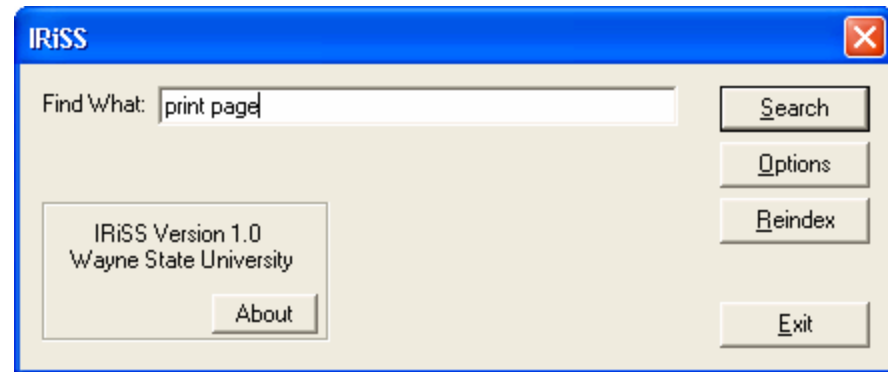 IRiSS
Find What: print page
Search
Options
Reindex
IRiSS Version 1.0
Wayne State University
About
Exit